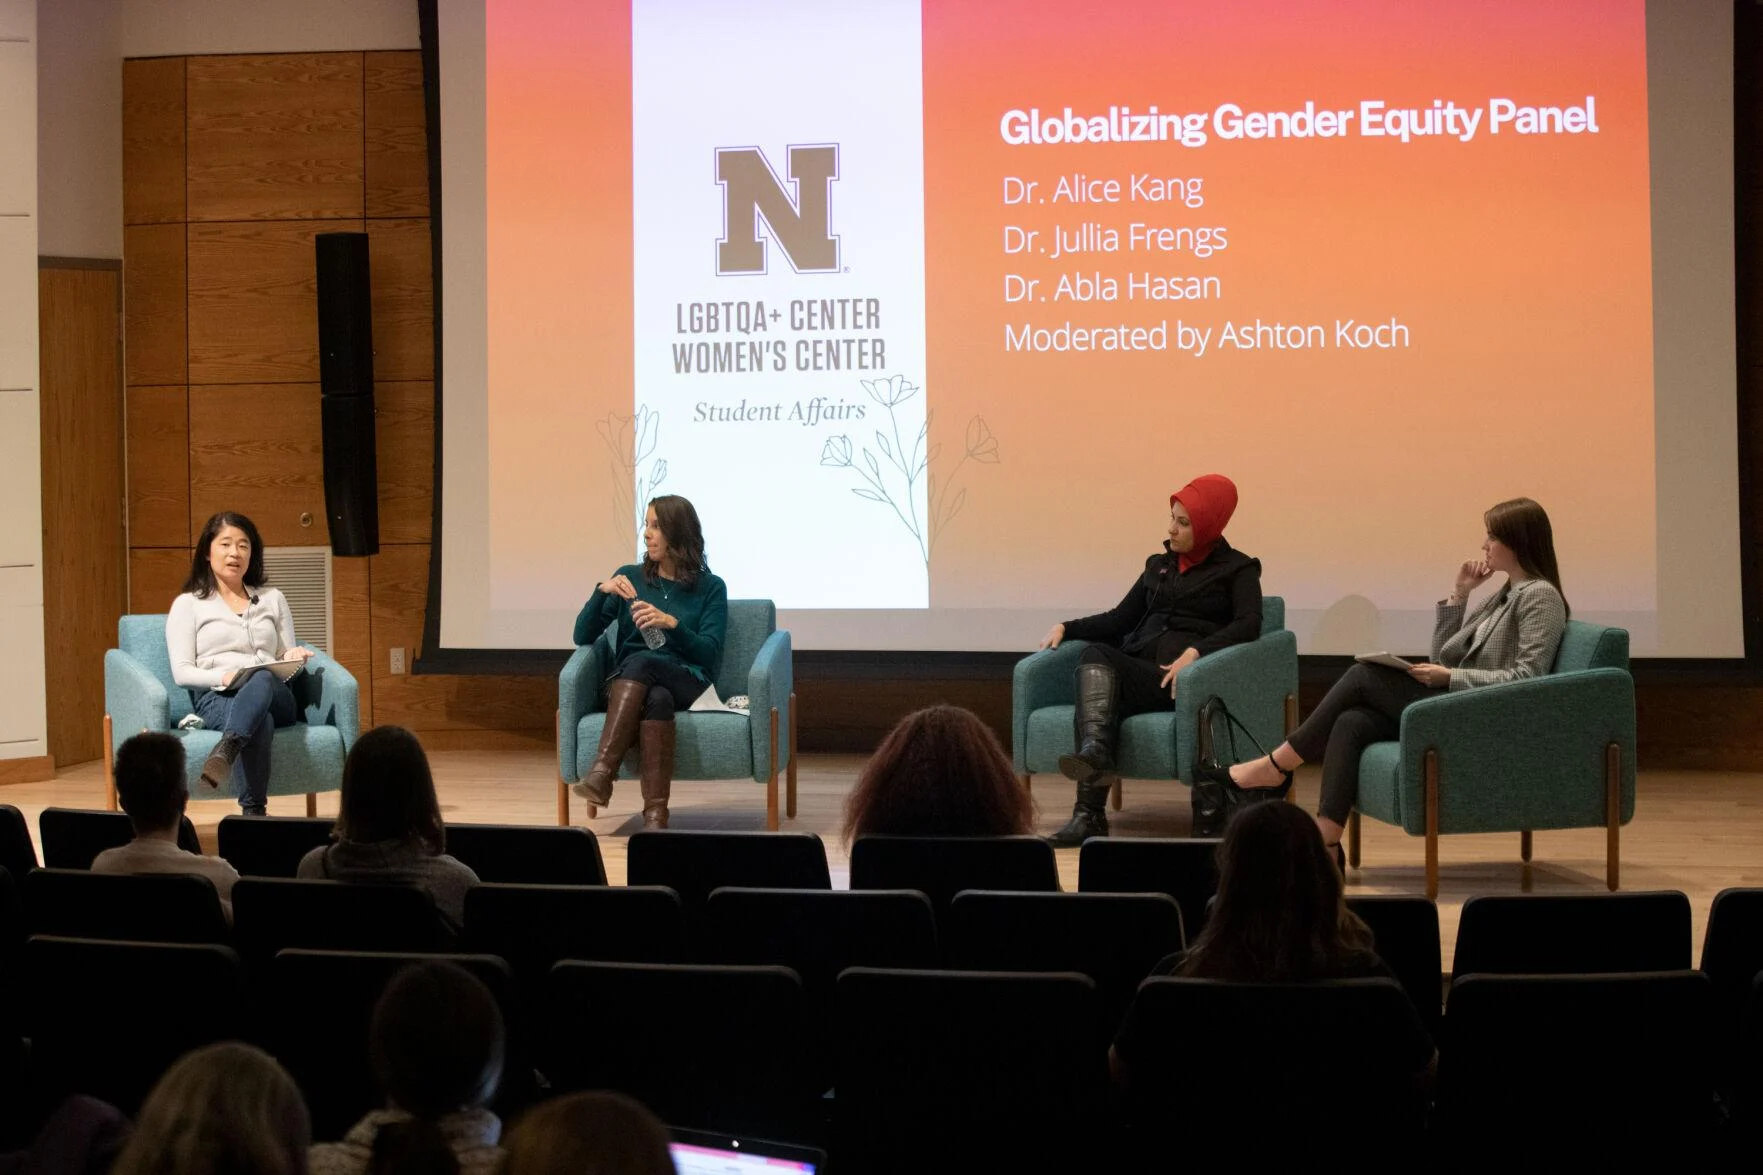 Globalizing Gender Equity Panel
Dr. Alice Kang
Dr. Jullia Frengs
Dr. Abla Hasan
Moderated by Ashton Koch
N
LGBTQA+ CENTER
WOMEN'S CENTER
Student Affairs